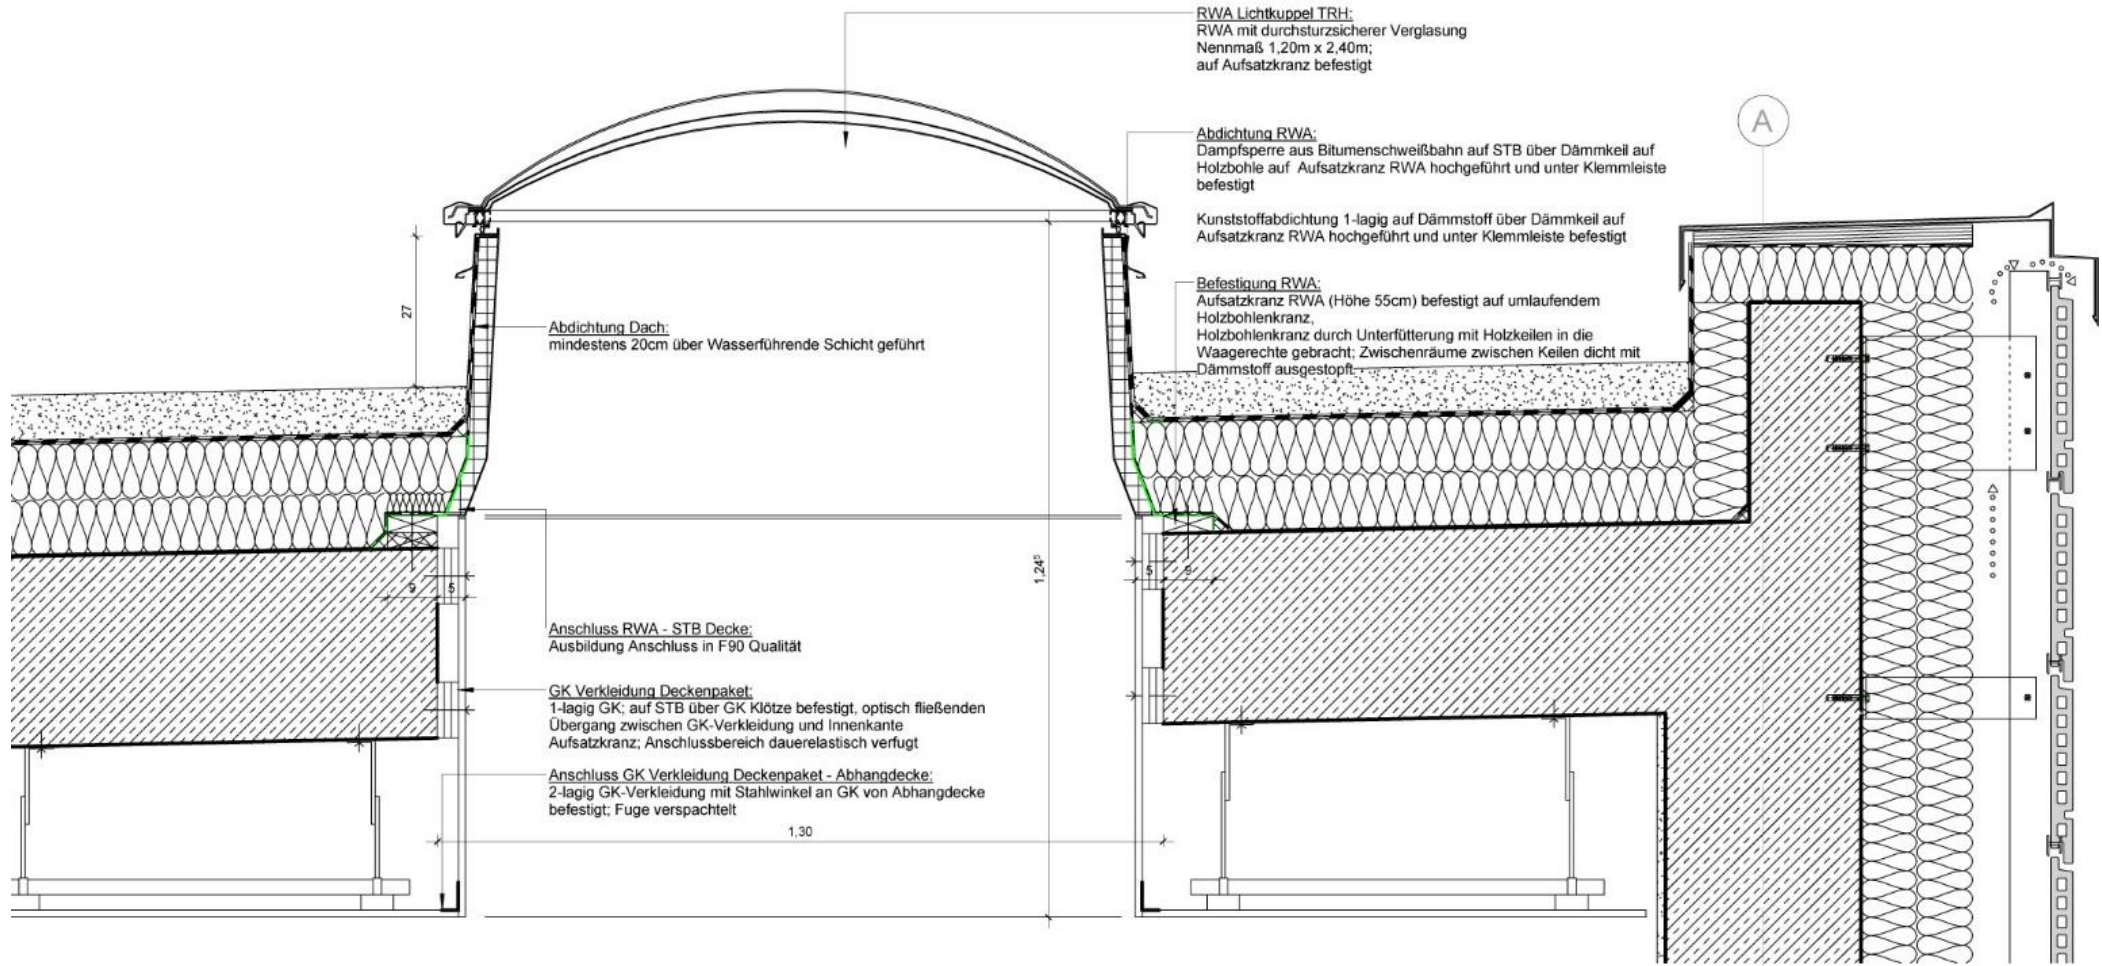 RWA Lichtkuppel TRH:
RWA mit durchsturzsicherer Verglasung
Nennmaß 1,20m x 2,40m;
auf Aufsatzkranz befestigt
A
Abdichtung RWA:
Dampfsperre aus Bitumenschweißbahn auf STB über Dämmkeil auf
Holzbohle auf Aufsatzkranz RWA hochgeführt und unter Klemmleiste
befestigt
Kunststoffabdichtung 1-lagig auf Dämmstoff über Dämmkeil auf
Aufsatzkranz RWA hochgeführt und unter Klemmleiste befestigt
Befestigung RWA:
Aufsatzkranz RWA (Höhe 55cm) befestigt auf umlaufendem
Holzbohlenkranz,
Holzbohlenkranz durch Unterfütterung mit Holzkeilen in die
Waagerechte gebracht; Zwischenräume zwischen Keilen dicht mit
Dämmstoff ausgestopft
27
Abdichtung Dach:
mindestens 20cm über Wasserführende Schicht geführt
1,24⁵
5
9
9
5
Anschluss RWA - STB Decke:
Ausbildung Anschluss in F90 Qualität
GK Verkleidung Deckenpaket:
1-lagig GK; auf STB über GK Klötze befestigt, optisch fließenden
Übergang zwischen GK-Verkleidung und Innenkante
Aufsatzkranz; Anschlussbereich dauerelastisch verfugt
Anschluss GK Verkleidung Deckenpaket - Abhangdecke:
2-lagig GK-Verkleidung mit Stahlwinkel an GK von Abhangdecke
befestigt; Fuge verspachtelt
1,30